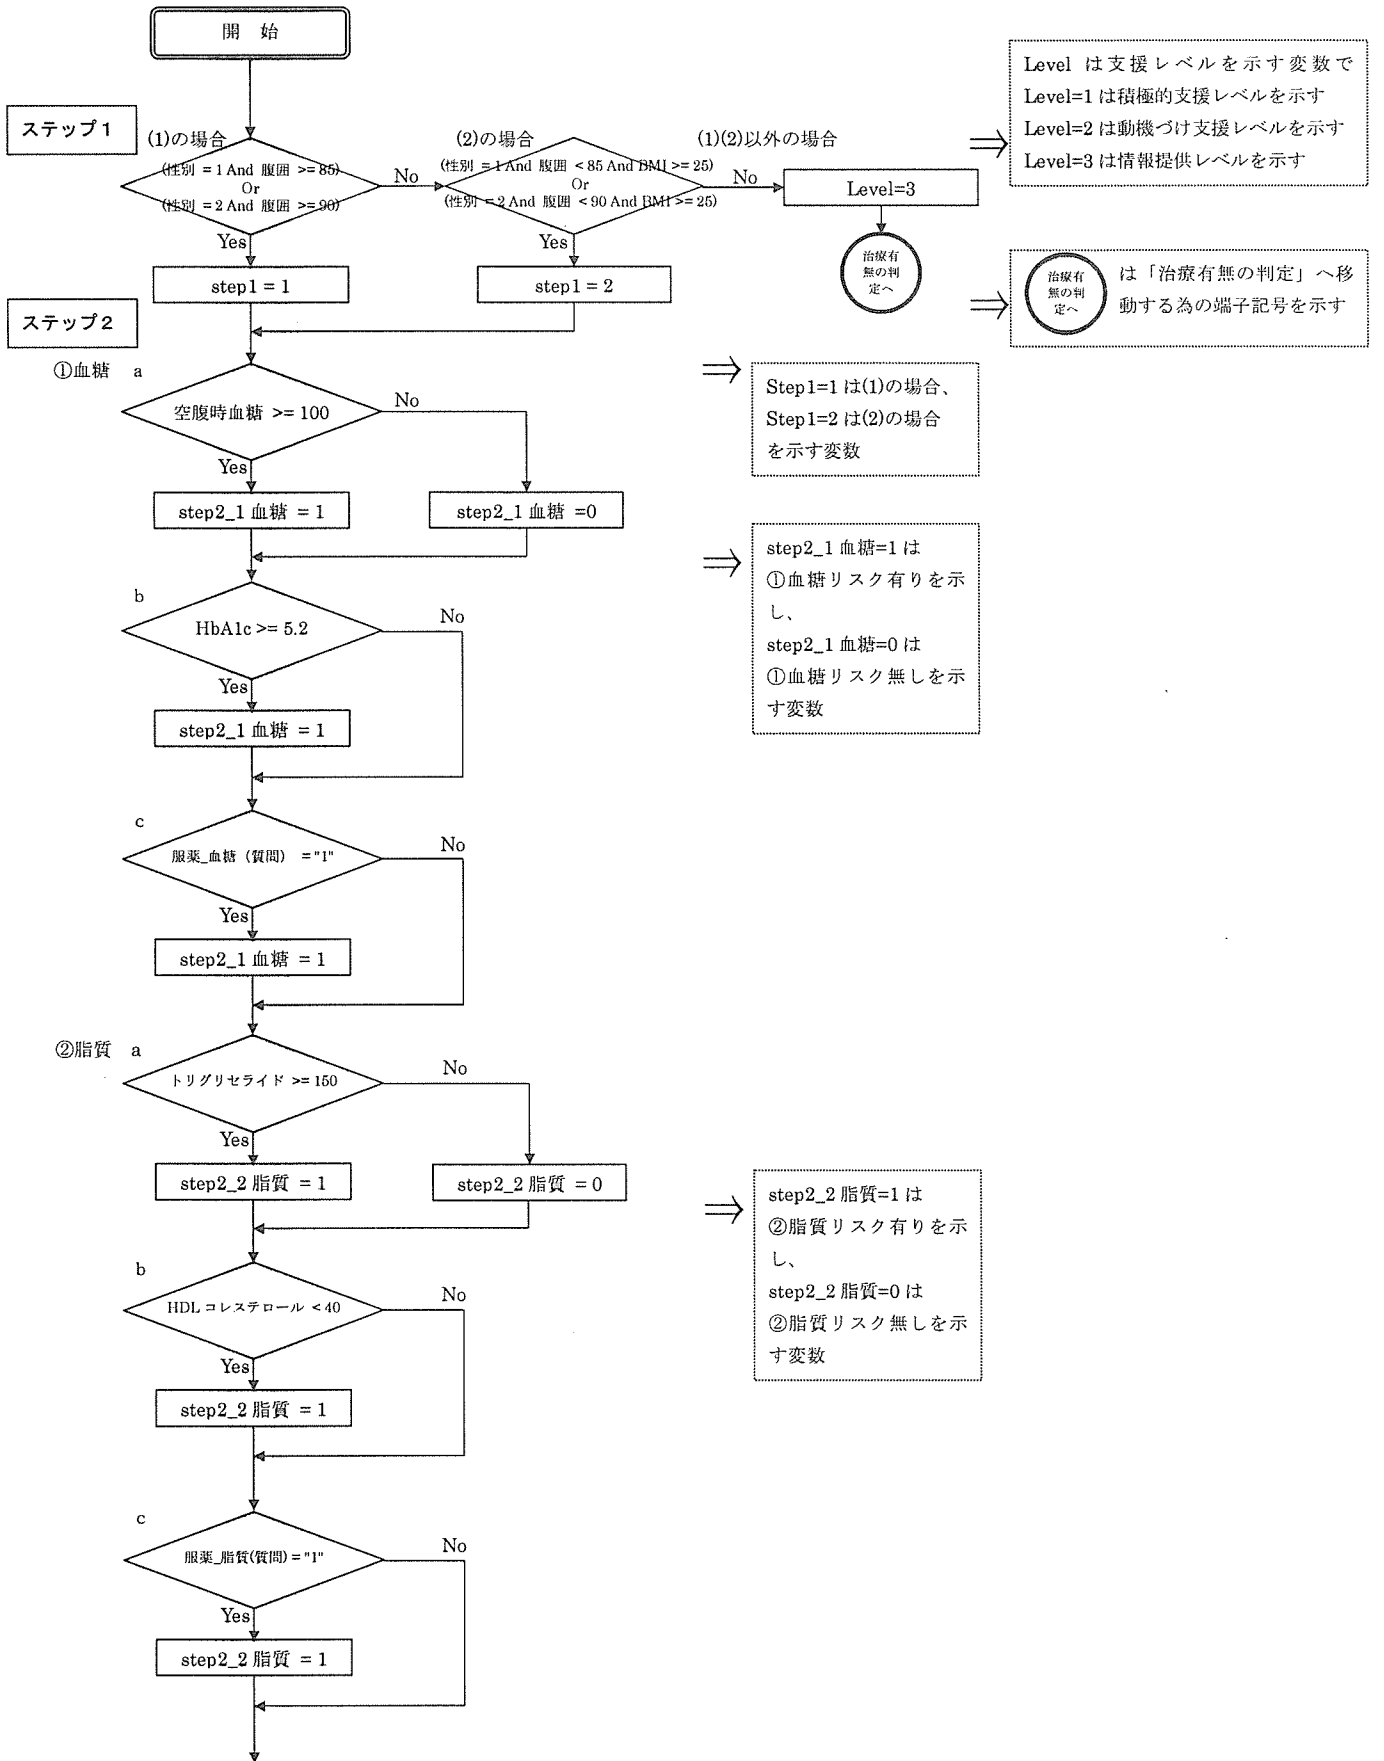 開 始
ステップ1
(1)の場合
(性別 = 1 And 腹囲 >= 85)
Or
(性別 = 2 And 腹囲 >= 90)
No
Yes
step1 = 1
(2)の場合
(性別 = 1 And 腹囲 < 85 And BMI >= 25)
Or
(性別 = 2 And 腹囲 < 90 And BMI >= 25)
No
Yes
step1 = 2
(1)(2)以外の場合
Level=3
治療有
無の判
定へ
⇒
Level は支援レベルを示す変数で
Level=1 は積極的支援レベルを示す
Level=2 は動機づけ支援レベルを示す
Level=3 は情報提供レベルを示す
⇒
治療有
無の判
定へ
は「治療有無の判定」へ移
動する為の端子記号を示す
ステップ2
①血糖 a
空腹時血糖 >= 100
No
Yes
step2_1 血糖 = 1
step2_1 血糖 =0
⇒
Step1=1 は(1)の場合、
Step1=2 は(2)の場合
を示す変数
⇒
step2_1 血糖=1 は
①血糖リスク有りを示
し、
step2_1 血糖=0 は
①血糖リスク無しを示
す変数
b
HbA1c >= 5.2
No
Yes
step2_1 血糖 = 1
c
服薬_血糖（質問） = "1"
No
Yes
step2_1 血糖 = 1
②脂質 a
トリグリセライド >= 150
No
Yes
step2_2 脂質 = 1
step2_2 脂質 = 0
⇒
step2_2 脂質=1 は
②脂質リスク有りを示
し、
step2_2 脂質=0 は
②脂質リスク無しを示
す変数
b
HDL コレステロール < 40
No
Yes
step2_2 脂質 = 1
c
服薬_脂質(質問) = "1"
No
Yes
step2_2 脂質 = 1